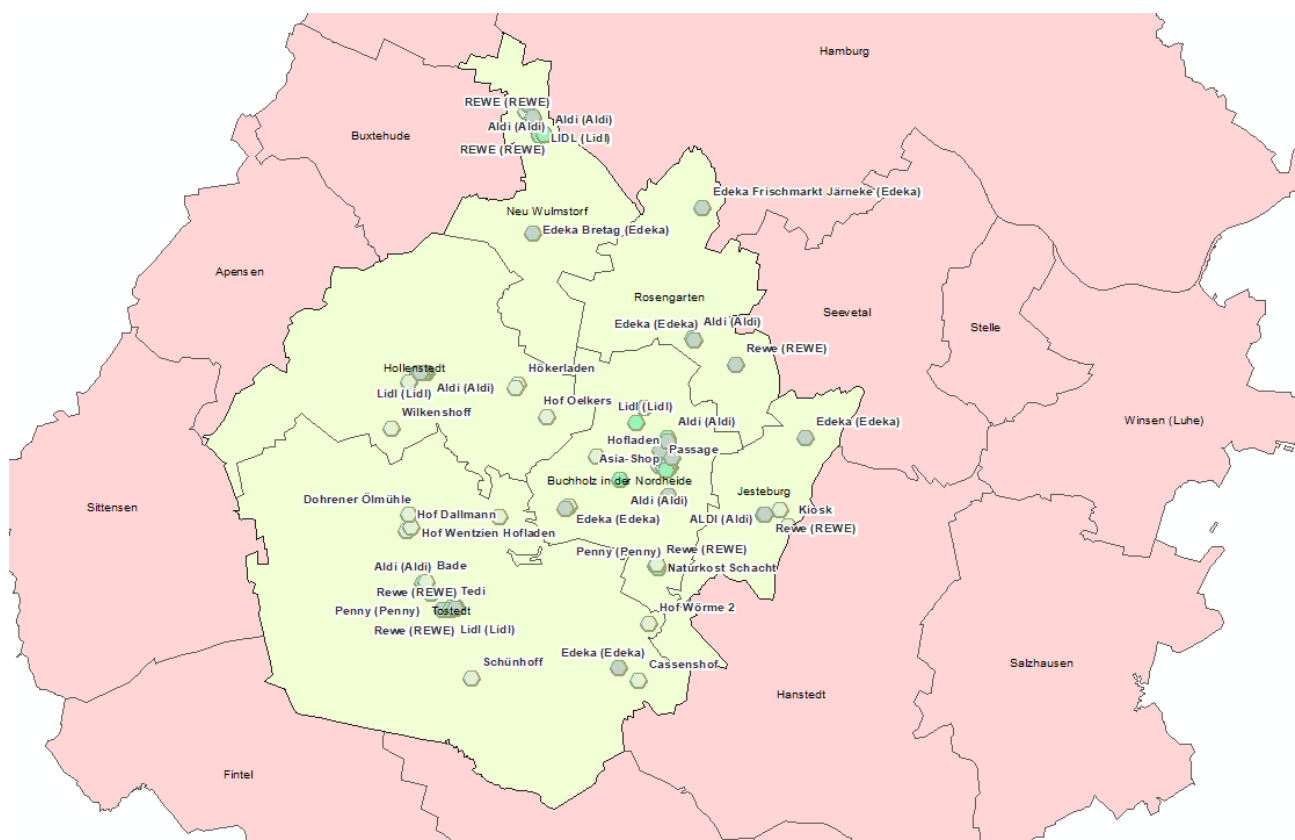 Hamburg
REWE (REWE)
Aldi (Aldi)
Aldi (Aldi)
Buxtehude
LIDL (Lidl)
REWE (REWE)
Edeka Frischmarkt Järneke (Edeka)
Neu Wulmstorf
Edeka Bretag (Edeka)
Apensen
Rosengarten
Seevetal
Stelle
Edeka (Edeka)
Aldi (Aldi)
Rewe (REWE)
Hollenstedt
Hökerladen
Lidl (Lidl)
Aldi (Aldi)
Wilkenshoff
Hof Oelkers
Lidl (Lidl)
Aldi (Aldi)
Edeka (Edeka)
Winsen (Luhe)
Hofladen
Passage
Asia-Shop
Buchholz in der Nordheide
Jesteburg
Sittensen
Dohrener Ölmühle
Hof Dallmann
Aldi (Aldi)
Edeka (Edeka)
ALDI (Aldi)
Kiosk
Rewe (REWE)
Hof Wentzien Hofladen
Penny (Penny)
Rewe (REWE)
Naturkost Schacht
Aldi (Aldi)
Bade
Rewe (REWE)
Tedi
Penny (Penny)
Tostedt
Hof Wörme 2
Rewe (REWE)
Lidl (Lidl)
Schünhoff
Edeka (Edeka)
Cassenshof
Salzhausen
Hanstedt
Fintel